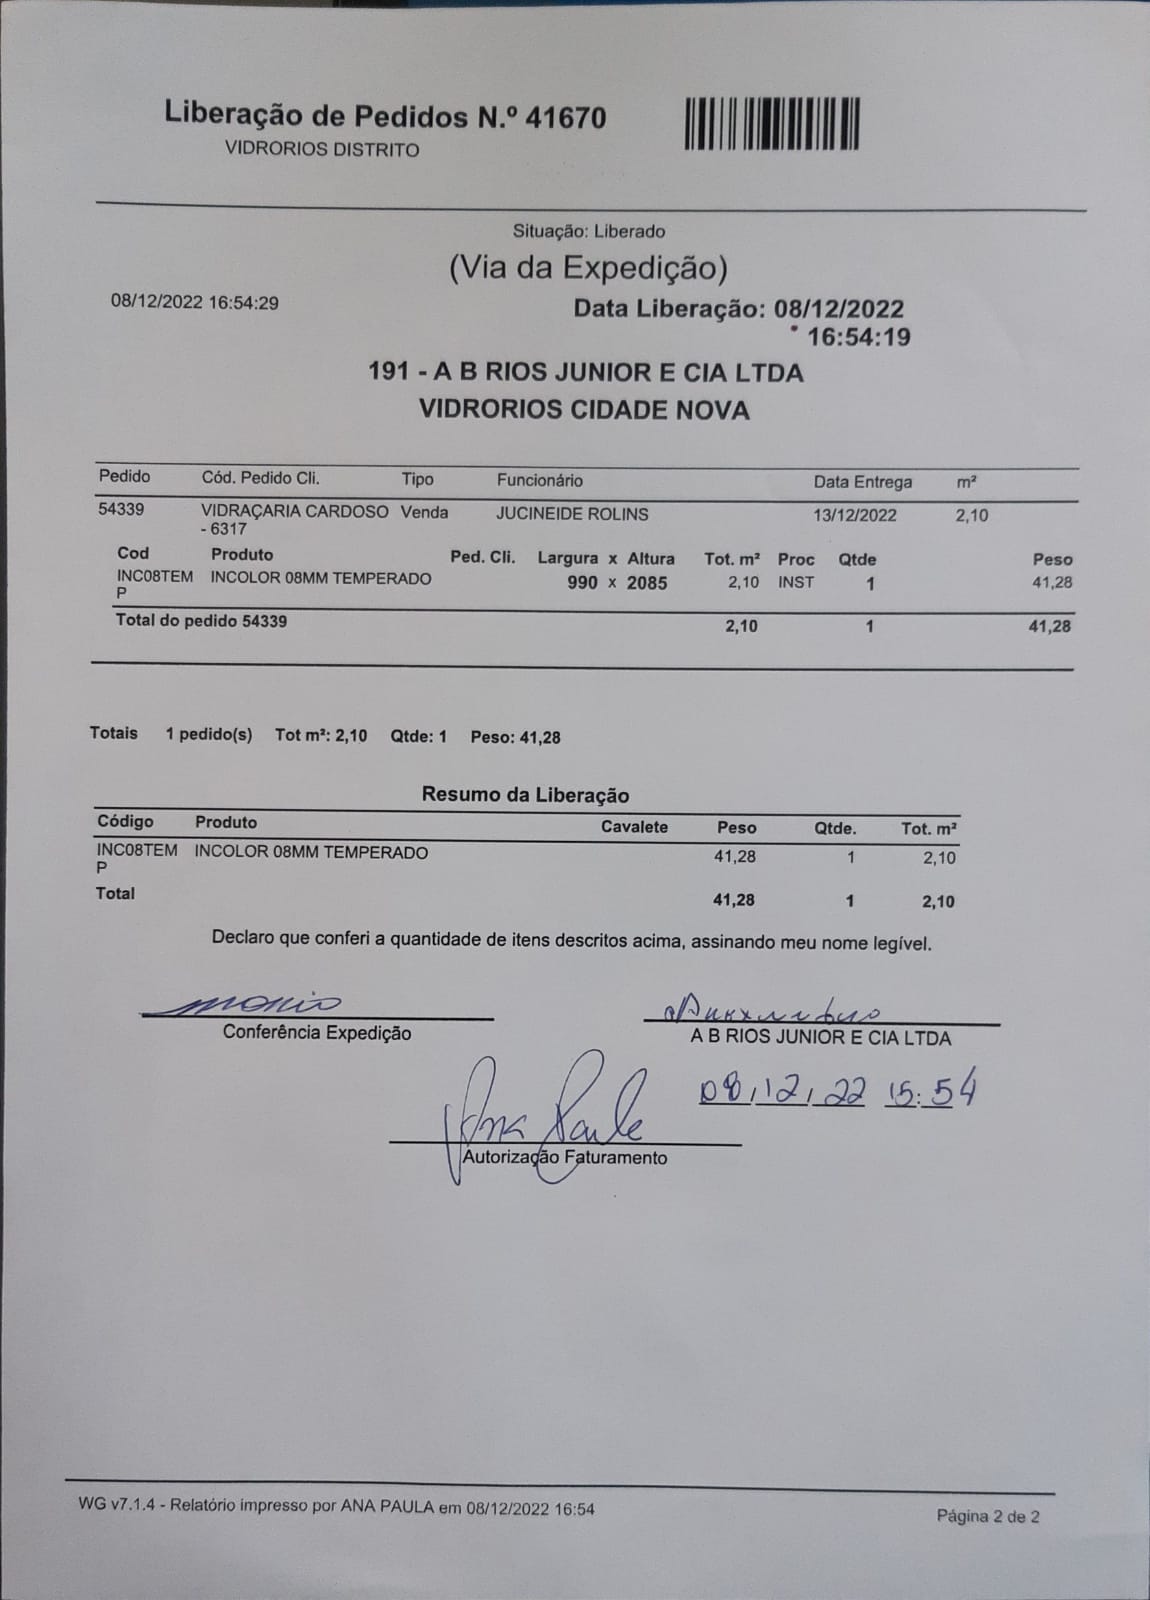 Liberação de Pedidos N.º 41670
VIDRORIOS DISTRITO
Situação: Liberado
(Via da Expedição)
08/12/2022 16:54:29
Data Liberação: 08/12/2022
16:54:19
191 - A B RIOS JUNIOR E CIA LTDA
VIDRORIOS CIDADE NOVA
Pedido Cód. Pedido Cli. Tipo Funcionário Data Entrega m²
54339 VIDRAÇARIA CARDOSO Venda JUCINEIDE ROLINS 13/12/2022 2,10
- 6317
Cod Produto Ped. Cli. Largura x Altura Tot. m² Proc Qtde Peso
INC08TEM INCOLOR 08MM TEMPERADO 990 x 2085 2,10 INST 1 41,28
P
Total do pedido 54339 2,10 1 41,28
Totais 1 pedido(s) Tot m²: 2,10 Qtde: 1 Peso: 41,28
Resumo da Liberação
Código Produto Cavalete Peso Qtde. Tot. m²
INC08TEM INCOLOR 08MM TEMPERADO 41,28 1 2,10
P
Total 41,28 1 2,10
Declaro que conferi a quantidade de itens descritos acima, assinando meu nome legível.
Conferência Expedição
A B RIOS JUNIOR E CIA LTDA
08/12/22 15:54
Ana Paula
Autorização Faturamento
WG v7.1.4 - Relatório impresso por ANA PAULA em 08/12/2022 16:54
Página 2 de 2